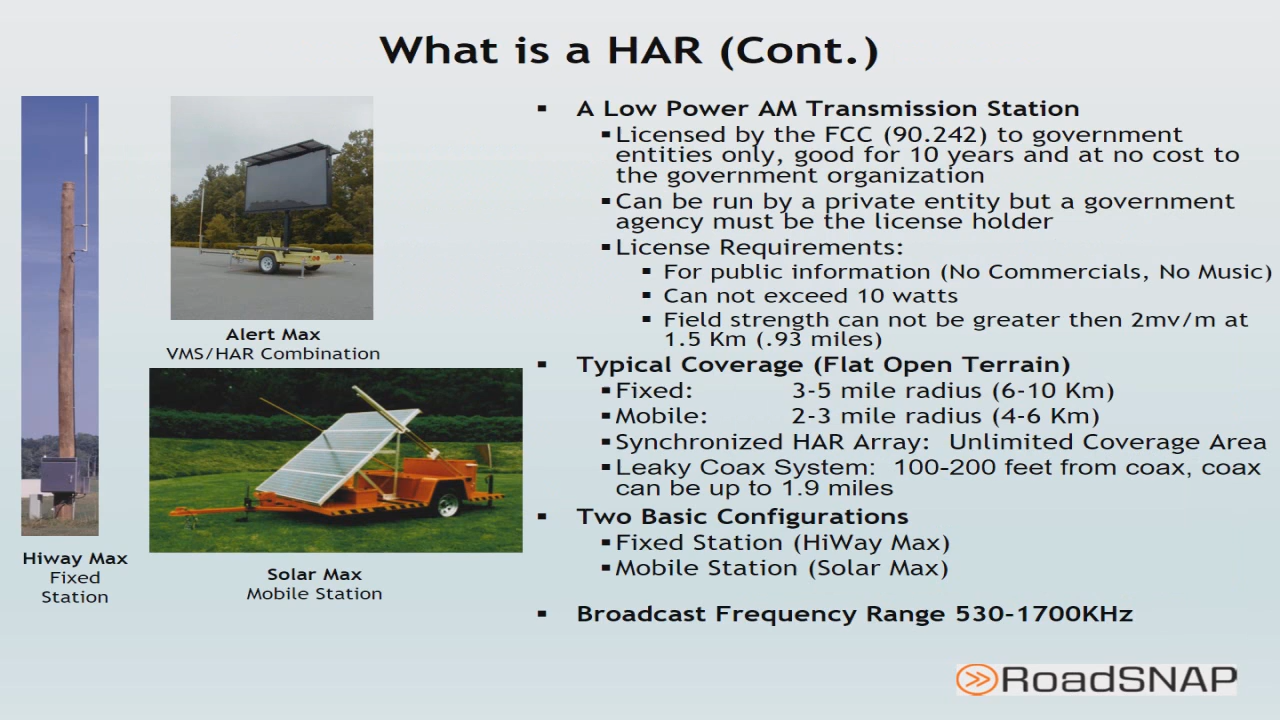 What is a HAR (Cont.)
Alert Max
VMS/HAR Combination
Hiway Max
Fixed
Station
Solar Max
Mobile Station
▪ A Low Power AM Transmission Station
▪Licensed by the FCC (90.242) to government
entities only, good for 10 years and at no cost to
the government organization
▪Can be run by a private entity but a government
agency must be the license holder
▪License Requirements:
▪ For public information (No Commercials, No Music)
▪ Can not exceed 10 watts
▪ Field strength can not be greater then 2mv/m at
1.5 Km (.93 miles)
▪ Typical Coverage (Flat Open Terrain)
▪Fixed: 3-5 mile radius (6-10 Km)
▪Mobile: 2-3 mile radius (4-6 Km)
▪Synchronized HAR Array: Unlimited Coverage Area
▪Leaky Coax System: 100-200 feet from coax, coax
can be up to 1.9 miles
▪ Two Basic Configurations
▪Fixed Station (HiWay Max)
▪Mobile Station (Solar Max)
▪ Broadcast Frequency Range 530-1700KHz
RoadSNAP